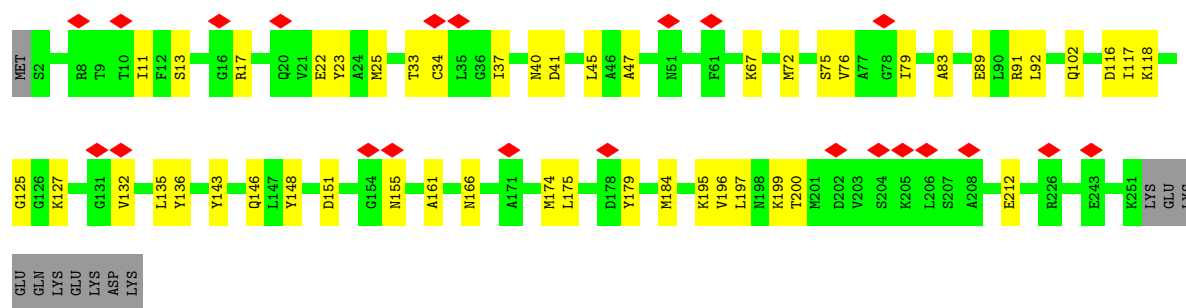 MET S2 R8 T9 T10 I11 F12 S13 G16 R17 Q20 V21 E22 Y23 A24 M25 T33 C34 L35 G36 I37 N40 D41 L45 A46 A47 N51 F61 K67 M72 S75 V76 A77 G78 I79 A83 E89 L90 R91 L92 Q102 D116 I117 K118
G125 G126 K127 G131 V132 L135 Y136 Y143 Q146 L147 Y148 D151 G154 N155 A161 N166 A171 M174 L175 D178 Y179 M184 K195 V196 L197 N198 K199 T200 M201 D202 V203 S204 K205 L206 S207 A208 E212 R226 E243 K251 LYS GLU LYS
GLU GLN LYS GLU LYS ASP LYS